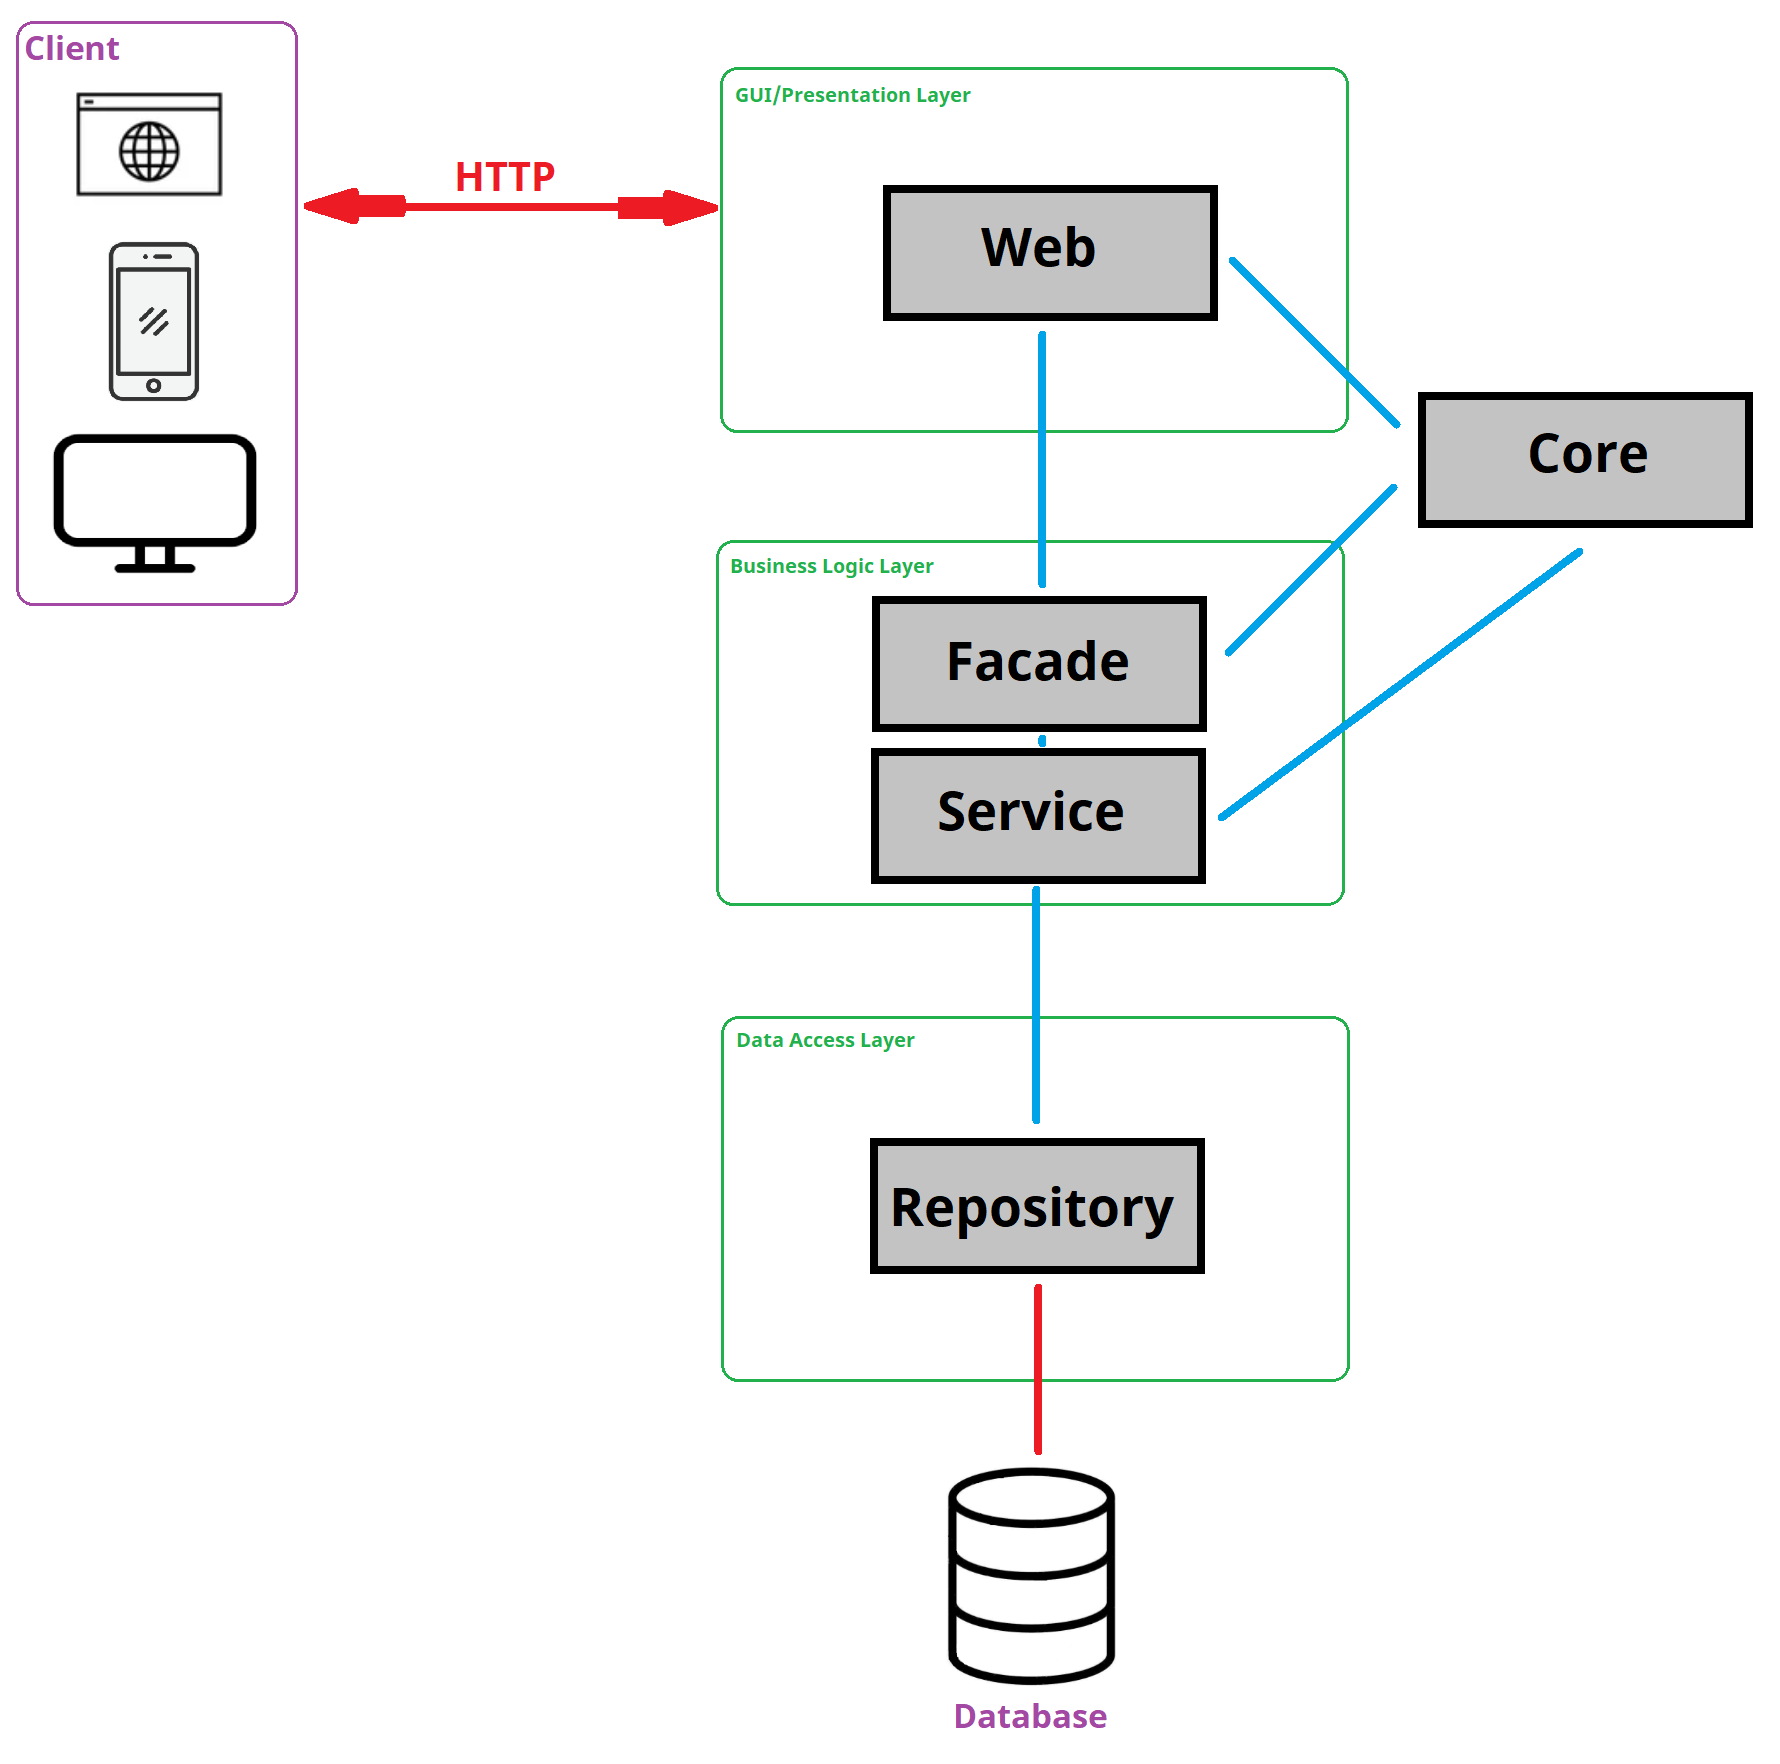 Client
HTTP
GUI/Presentation Layer
Web
Core
Business Logic Layer
Facade
Service
Data Access Layer
Repository
Database